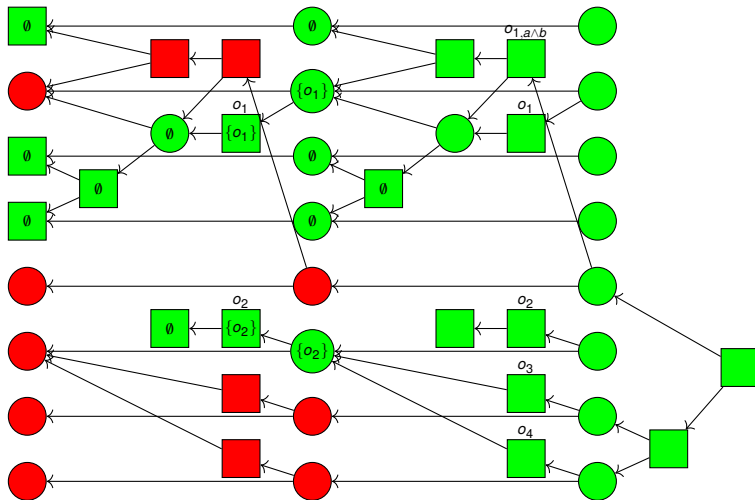 ∅ ∅ o₁,ₐ∧b
{o₁}
o₁ o₁
∅ {o₁}
∅ ∅
∅ ∅
∅ ∅
o₂ o₂
∅ {o₂}
{o₂}
o₃
o₄